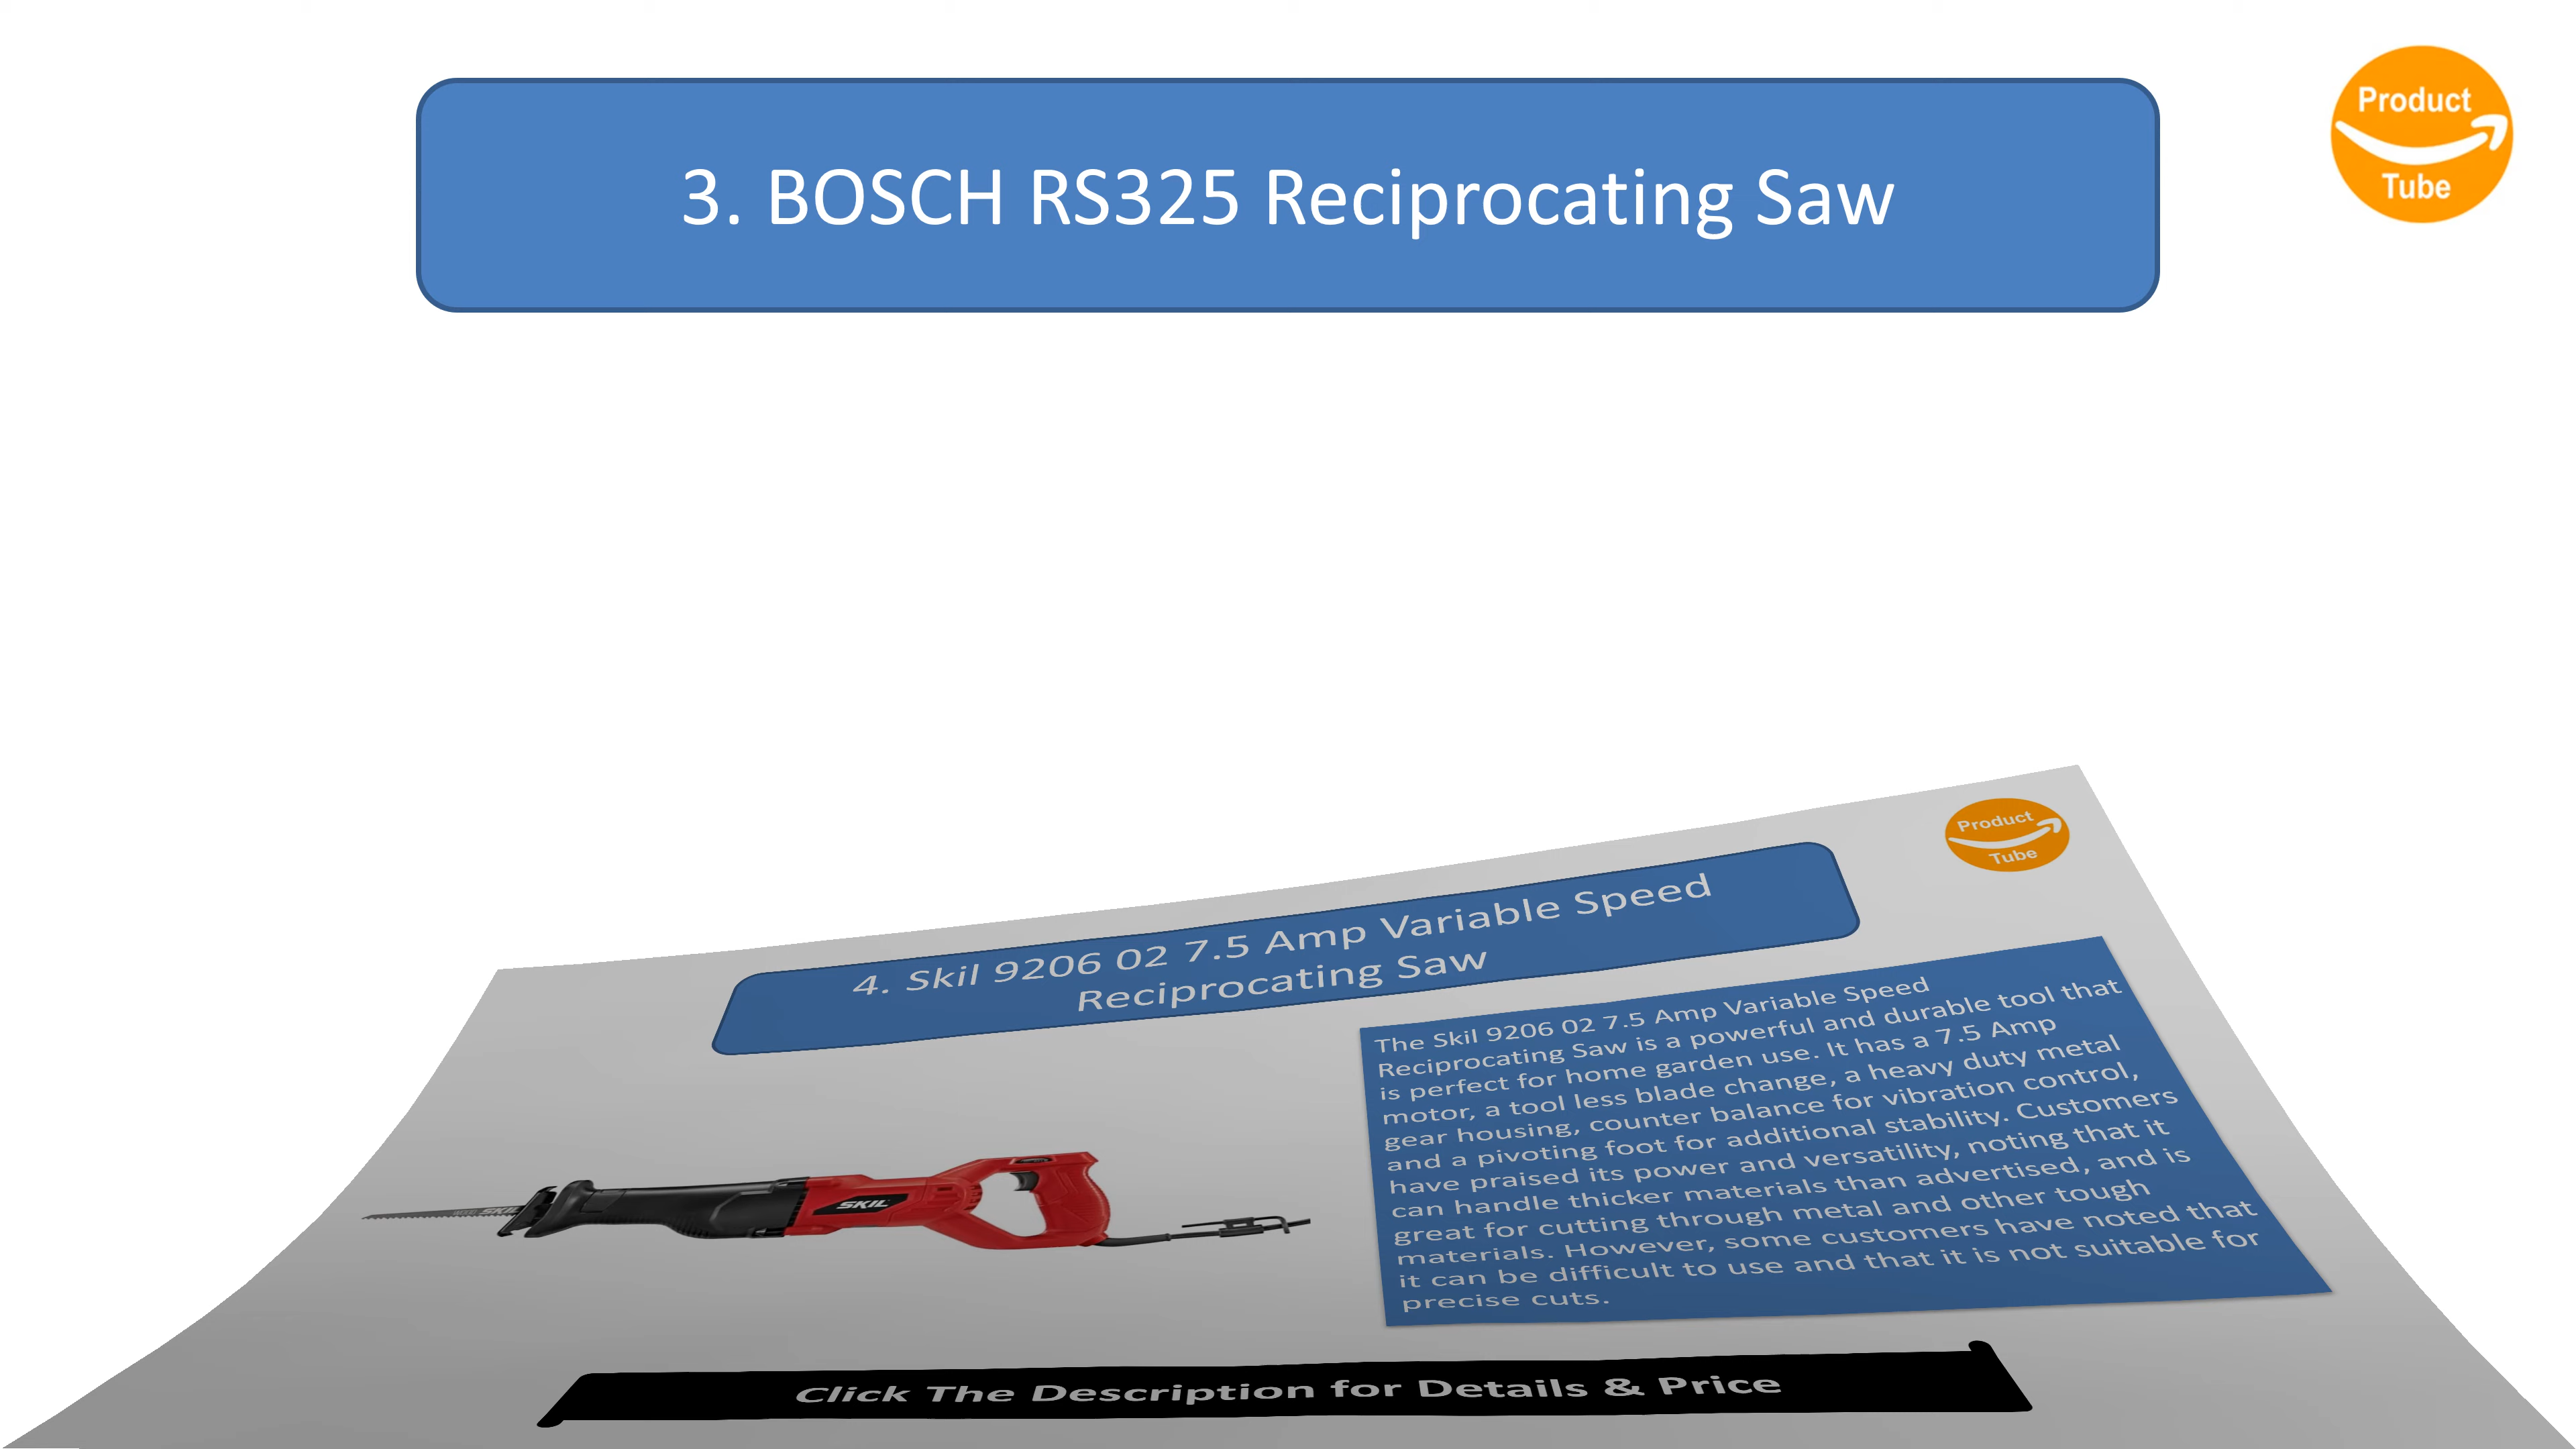 3. BOSCH RS325 Reciprocating Saw
Product
Tube
Product
Tube
4. Skil 9206 02 7.5 Amp Variable Speed
Reciprocating Saw
The Skil 9206 02 7.5 Amp Variable Speed
Reciprocating Saw is a powerful and durable tool that
is perfect for home garden use. It has a 7.5 Amp
motor, a tool less blade change, a heavy duty metal
gear housing, counter balance for vibration control,
and a pivoting foot for additional stability. Customers
have praised its power and versatility, noting that it
can handle thicker materials than advertised, and is
great for cutting through metal and other tough
materials. However, some customers have noted that
it can be difficult to use and that it is not suitable for
precise cuts.
SKIL
SKIL
Click The Description for Details & Price